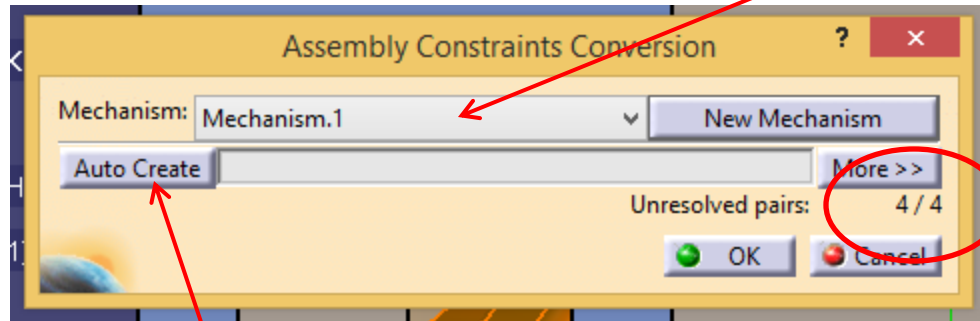 Assembly Constraints Conversion ?
Mechanism: Mechanism.1 New Mechanism
Auto Create More >>
Unresolved pairs: 4 / 4
OK Cancel